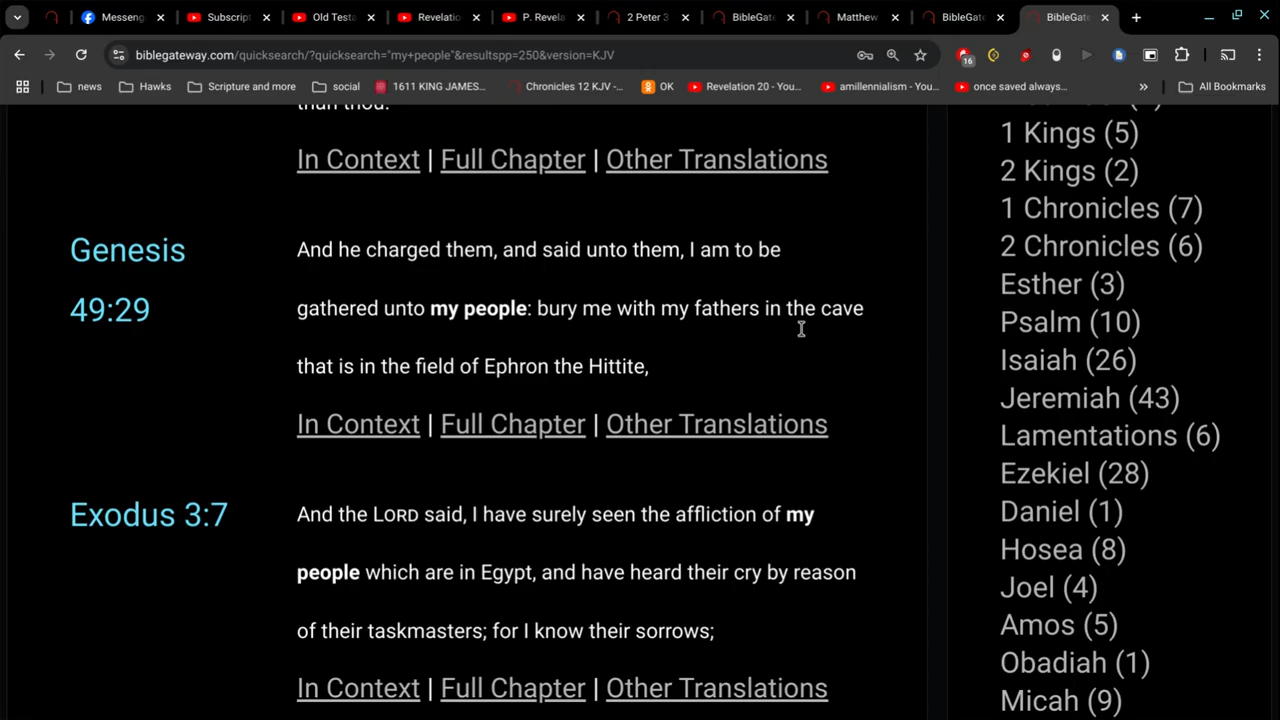 Messeng
Subscript
Old Testa
Revelatio
P. Revela
2 Peter 3
BibleGate
Matthew
BibleGate
BibleGate
biblegateway.com/quicksearch/?quicksearch="my+people"&resultspp=250&version=KJV
16
news
Hawks
Scripture and more
social
1611 KING JAMES...
Chronicles 12 KJV -...
OK
Revelation 20 - You...
amillennialism - You...
once saved always...
»
All Bookmarks
than thou.
In Context | Full Chapter | Other Translations
Genesis
49:29
And he charged them, and said unto them, I am to be
gathered unto my people: bury me with my fathers in the cave
that is in the field of Ephron the Hittite,
In Context | Full Chapter | Other Translations
Exodus 3:7
And the LORD said, I have surely seen the affliction of my
people which are in Egypt, and have heard their cry by reason
of their taskmasters; for I know their sorrows;
In Context | Full Chapter | Other Translations
1 Kings (5)
2 Kings (2)
1 Chronicles (7)
2 Chronicles (6)
Esther (3)
Psalm (10)
Isaiah (26)
Jeremiah (43)
Lamentations (6)
Ezekiel (28)
Daniel (1)
Hosea (8)
Joel (4)
Amos (5)
Obadiah (1)
Micah (9)